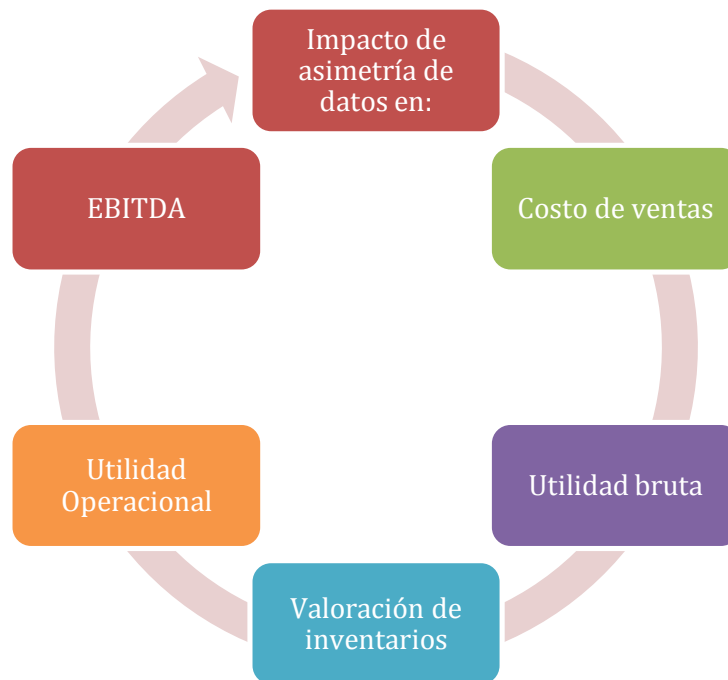 Impacto de
asimetría de
datos en:
Costo de ventas
Utilidad bruta
Valoración de
inventarios
Utilidad
Operacional
EBITDA